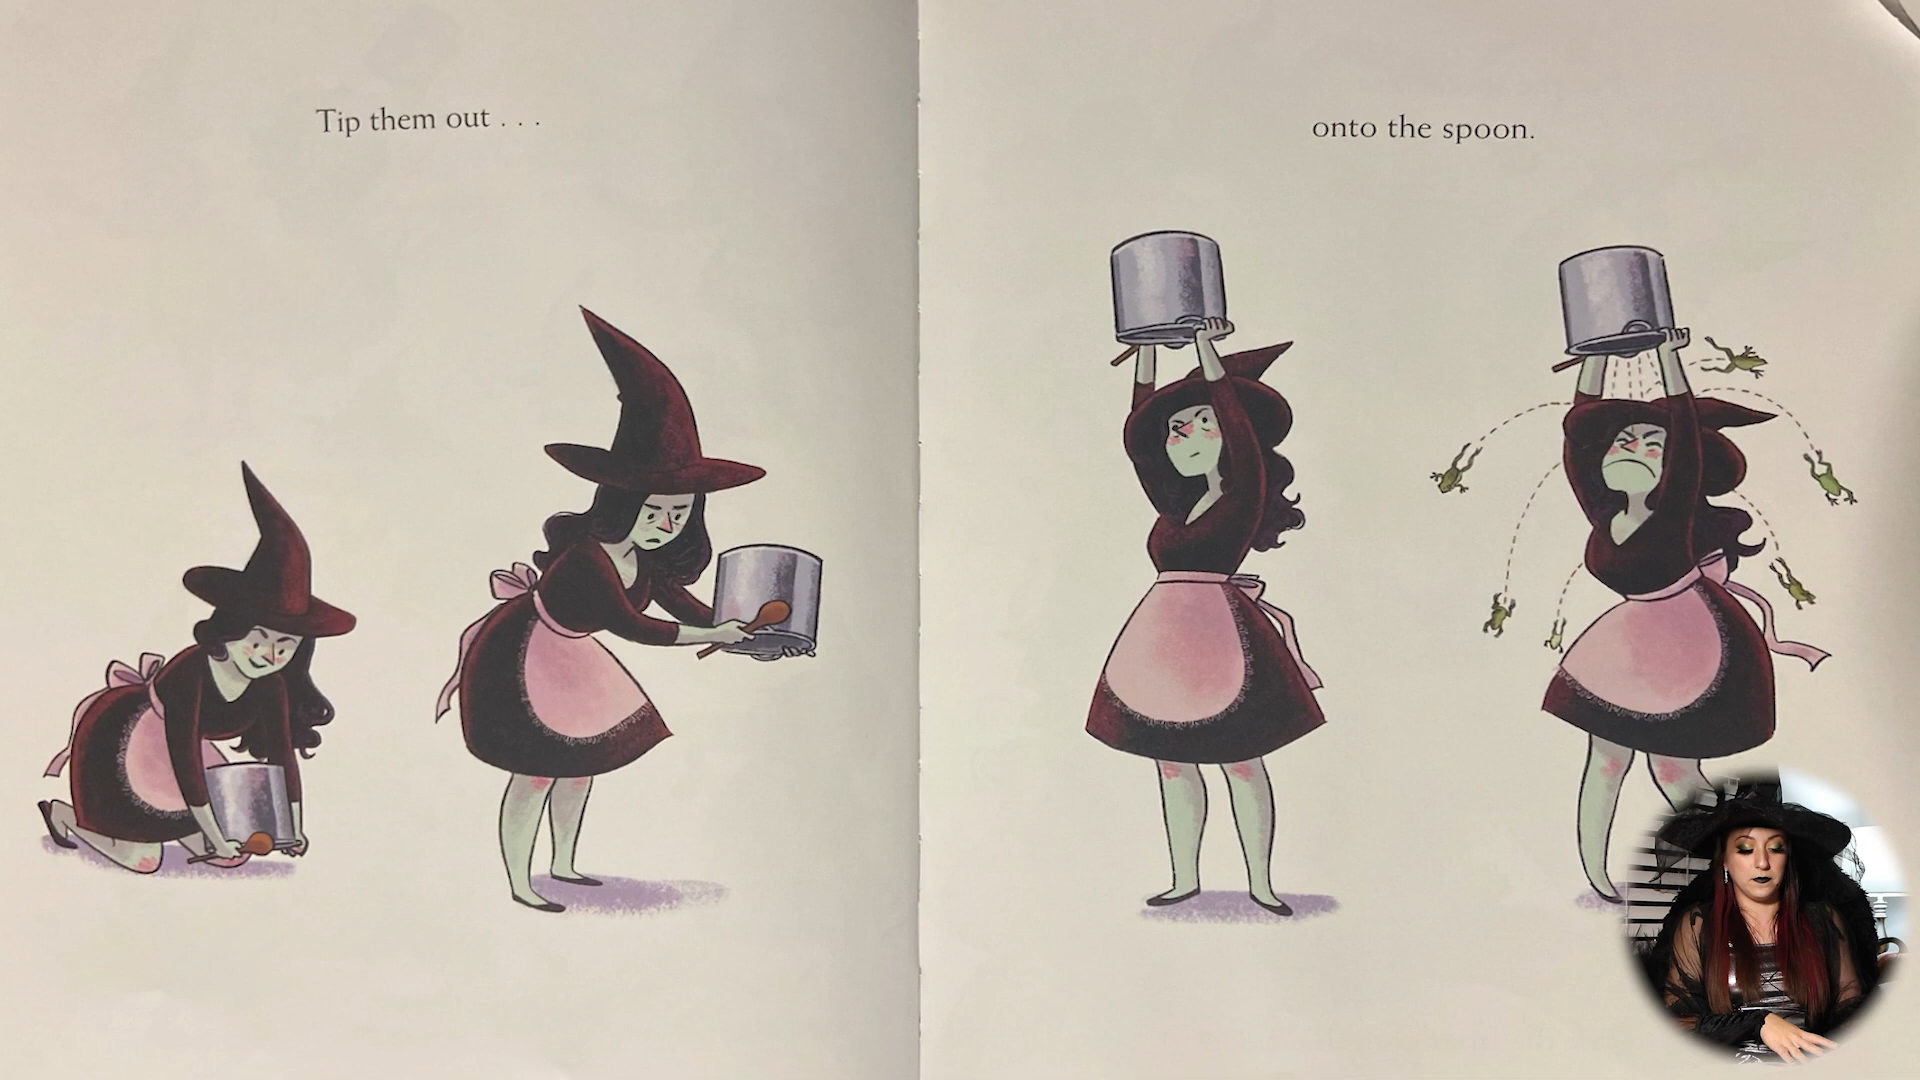 Tip them out . . .
onto the spoon.